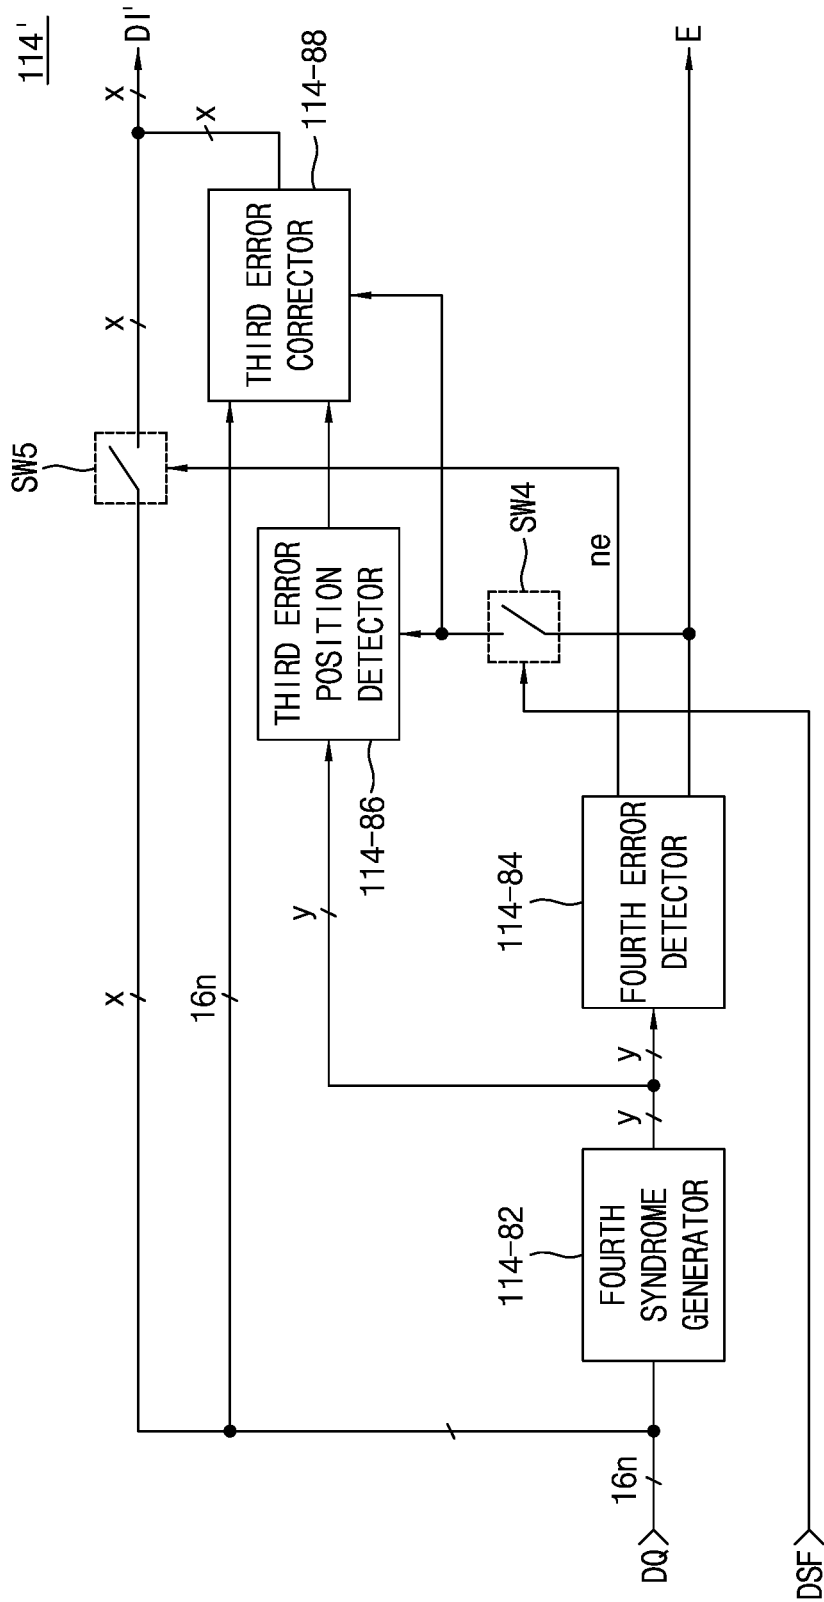 114'
DI'
x
x
x
THIRD ERROR
CORRECTOR
114-88
E
SW5
SW4
ne
THIRD ERROR
POSITION
DETECTOR
114-86
y
x
16n
FOURTH ERROR
DETECTOR
114-84
y
y
FOURTH
SYNDROME
GENERATOR
114-82
16n
DQ
DSF